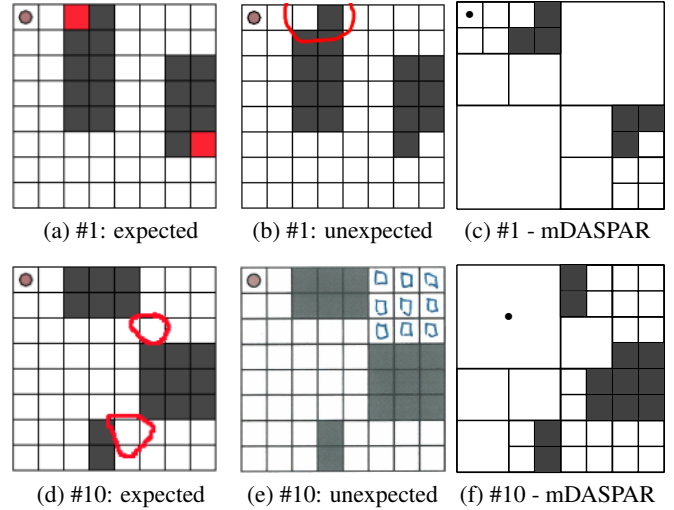 (a) #1: expected
(b) #1: unexpected
(c) #1 - mDASPAR
(d) #10: expected
(e) #10: unexpected
(f) #10 - mDASPAR